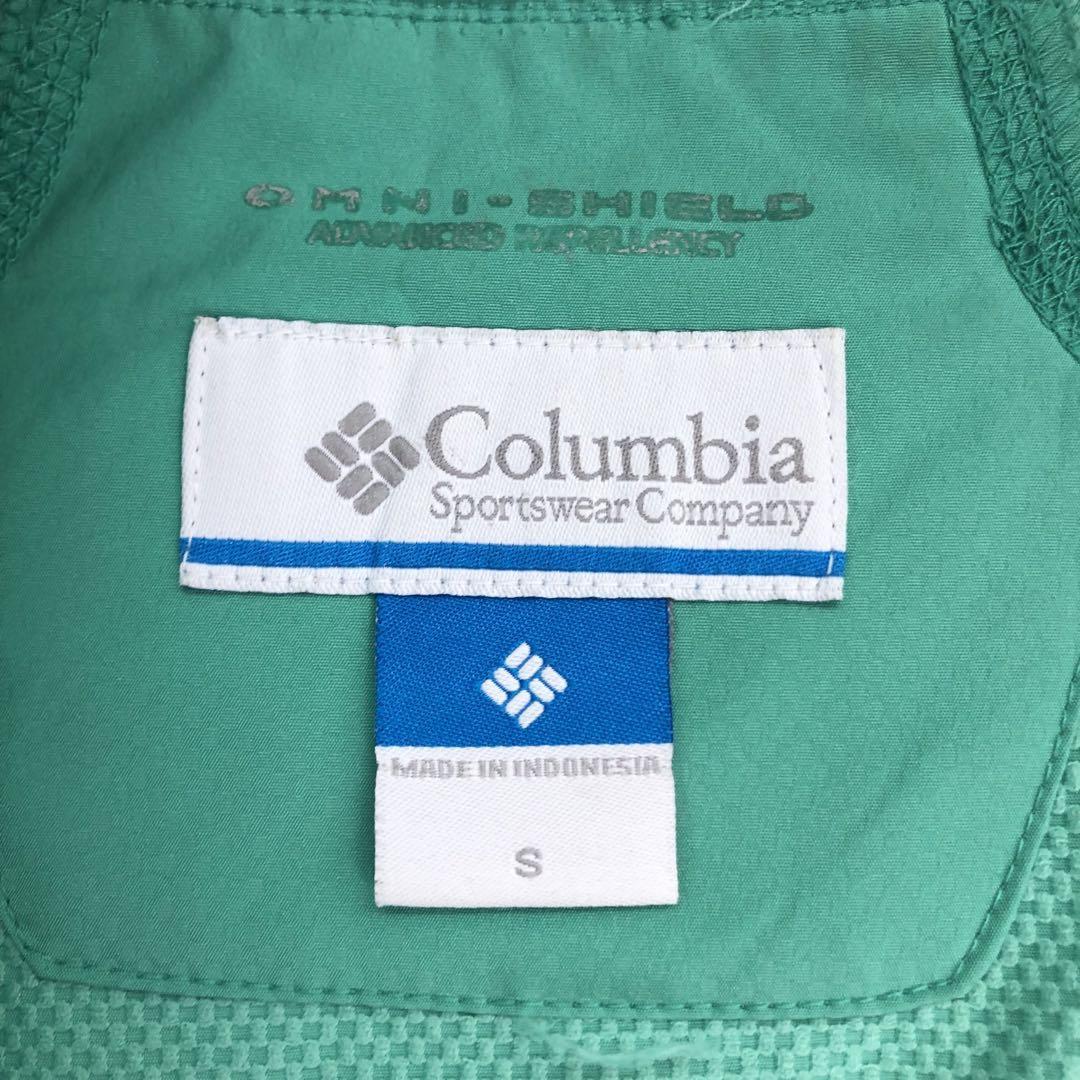 OMNI-SHIELD
ADVANCED REPELLENCY
Columbia
Sportswear Company
MADE IN INDONESIA
S